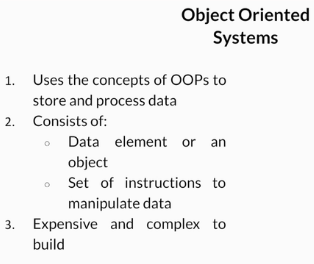 Object Oriented
Systems
1. Uses the concepts of OOPs to
store and process data
2. Consists of:
○ Data element or an
object
○ Set of instructions to
manipulate data
3. Expensive and complex to
build